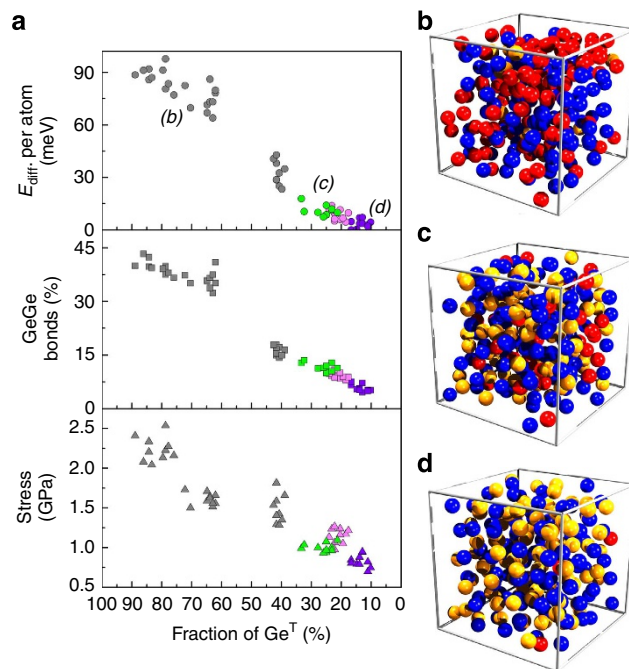 a
E_diff. per atom
(meV)
90
60
30
0
(b)
(c)
(d)
GeGe
bonds (%)
45
30
15
0
Stress
(GPa)
2.5
2.0
1.5
1.0
0.5
100 90 80 70 60 50 40 30 20 10 0
Fraction of Ge^T (%)
b
c
d